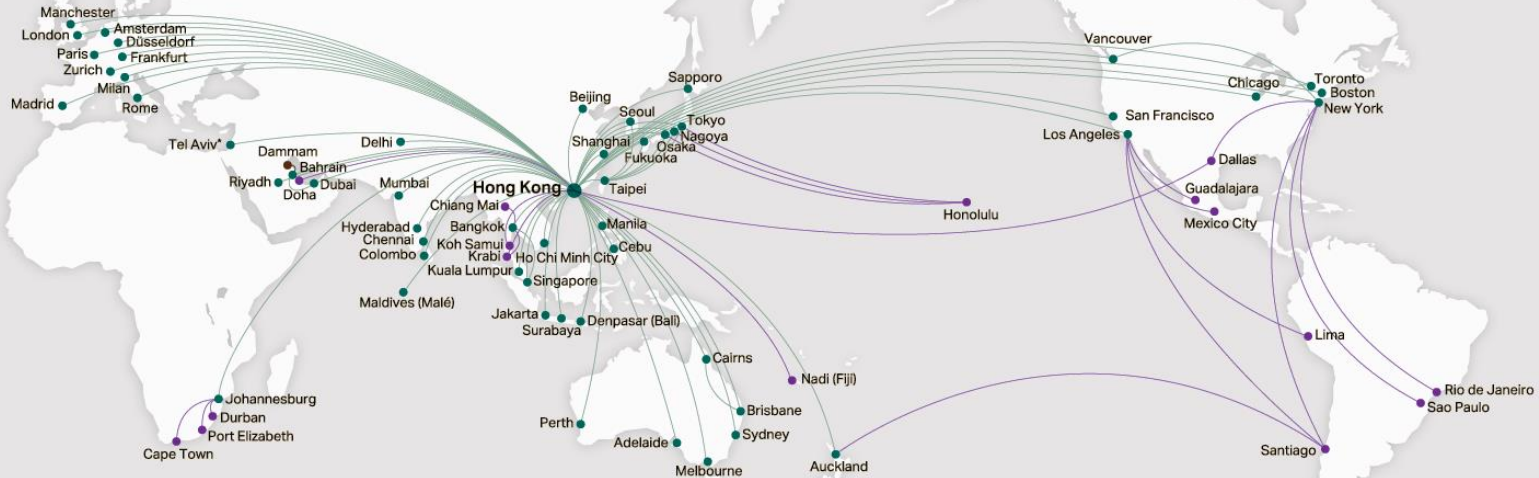 Manchester
London
Amsterdam
Düsseldorf
Paris
Frankfurt
Zurich
Milan
Madrid
Rome
Tel Aviv*
Delhi
Dammam
Bahrain
Riyadh
Dubai
Doha
Mumbai
Hyderabad
Chennai
Colombo
Maldives (Malé)
Beijing
Seoul
Sapporo
Tokyo
Nagoya
Osaka
Shanghai
Fukuoka
Hong Kong
Taipei
Chiang Mai
Bangkok
Koh Samui
Krabi
Ho Chi Minh City
Manila
Cebu
Kuala Lumpur
Singapore
Jakarta
Surabaya
Denpasar (Bali)
Cairns
Nadi (Fiji)
Brisbane
Perth
Sydney
Adelaide
Melbourne
Auckland
Johannesburg
Durban
Port Elizabeth
Cape Town
Honolulu
Vancouver
Chicago
Toronto
Boston
New York
San Francisco
Los Angeles
Dallas
Guadalajara
Mexico City
Lima
Rio de Janeiro
Sao Paulo
Santiago